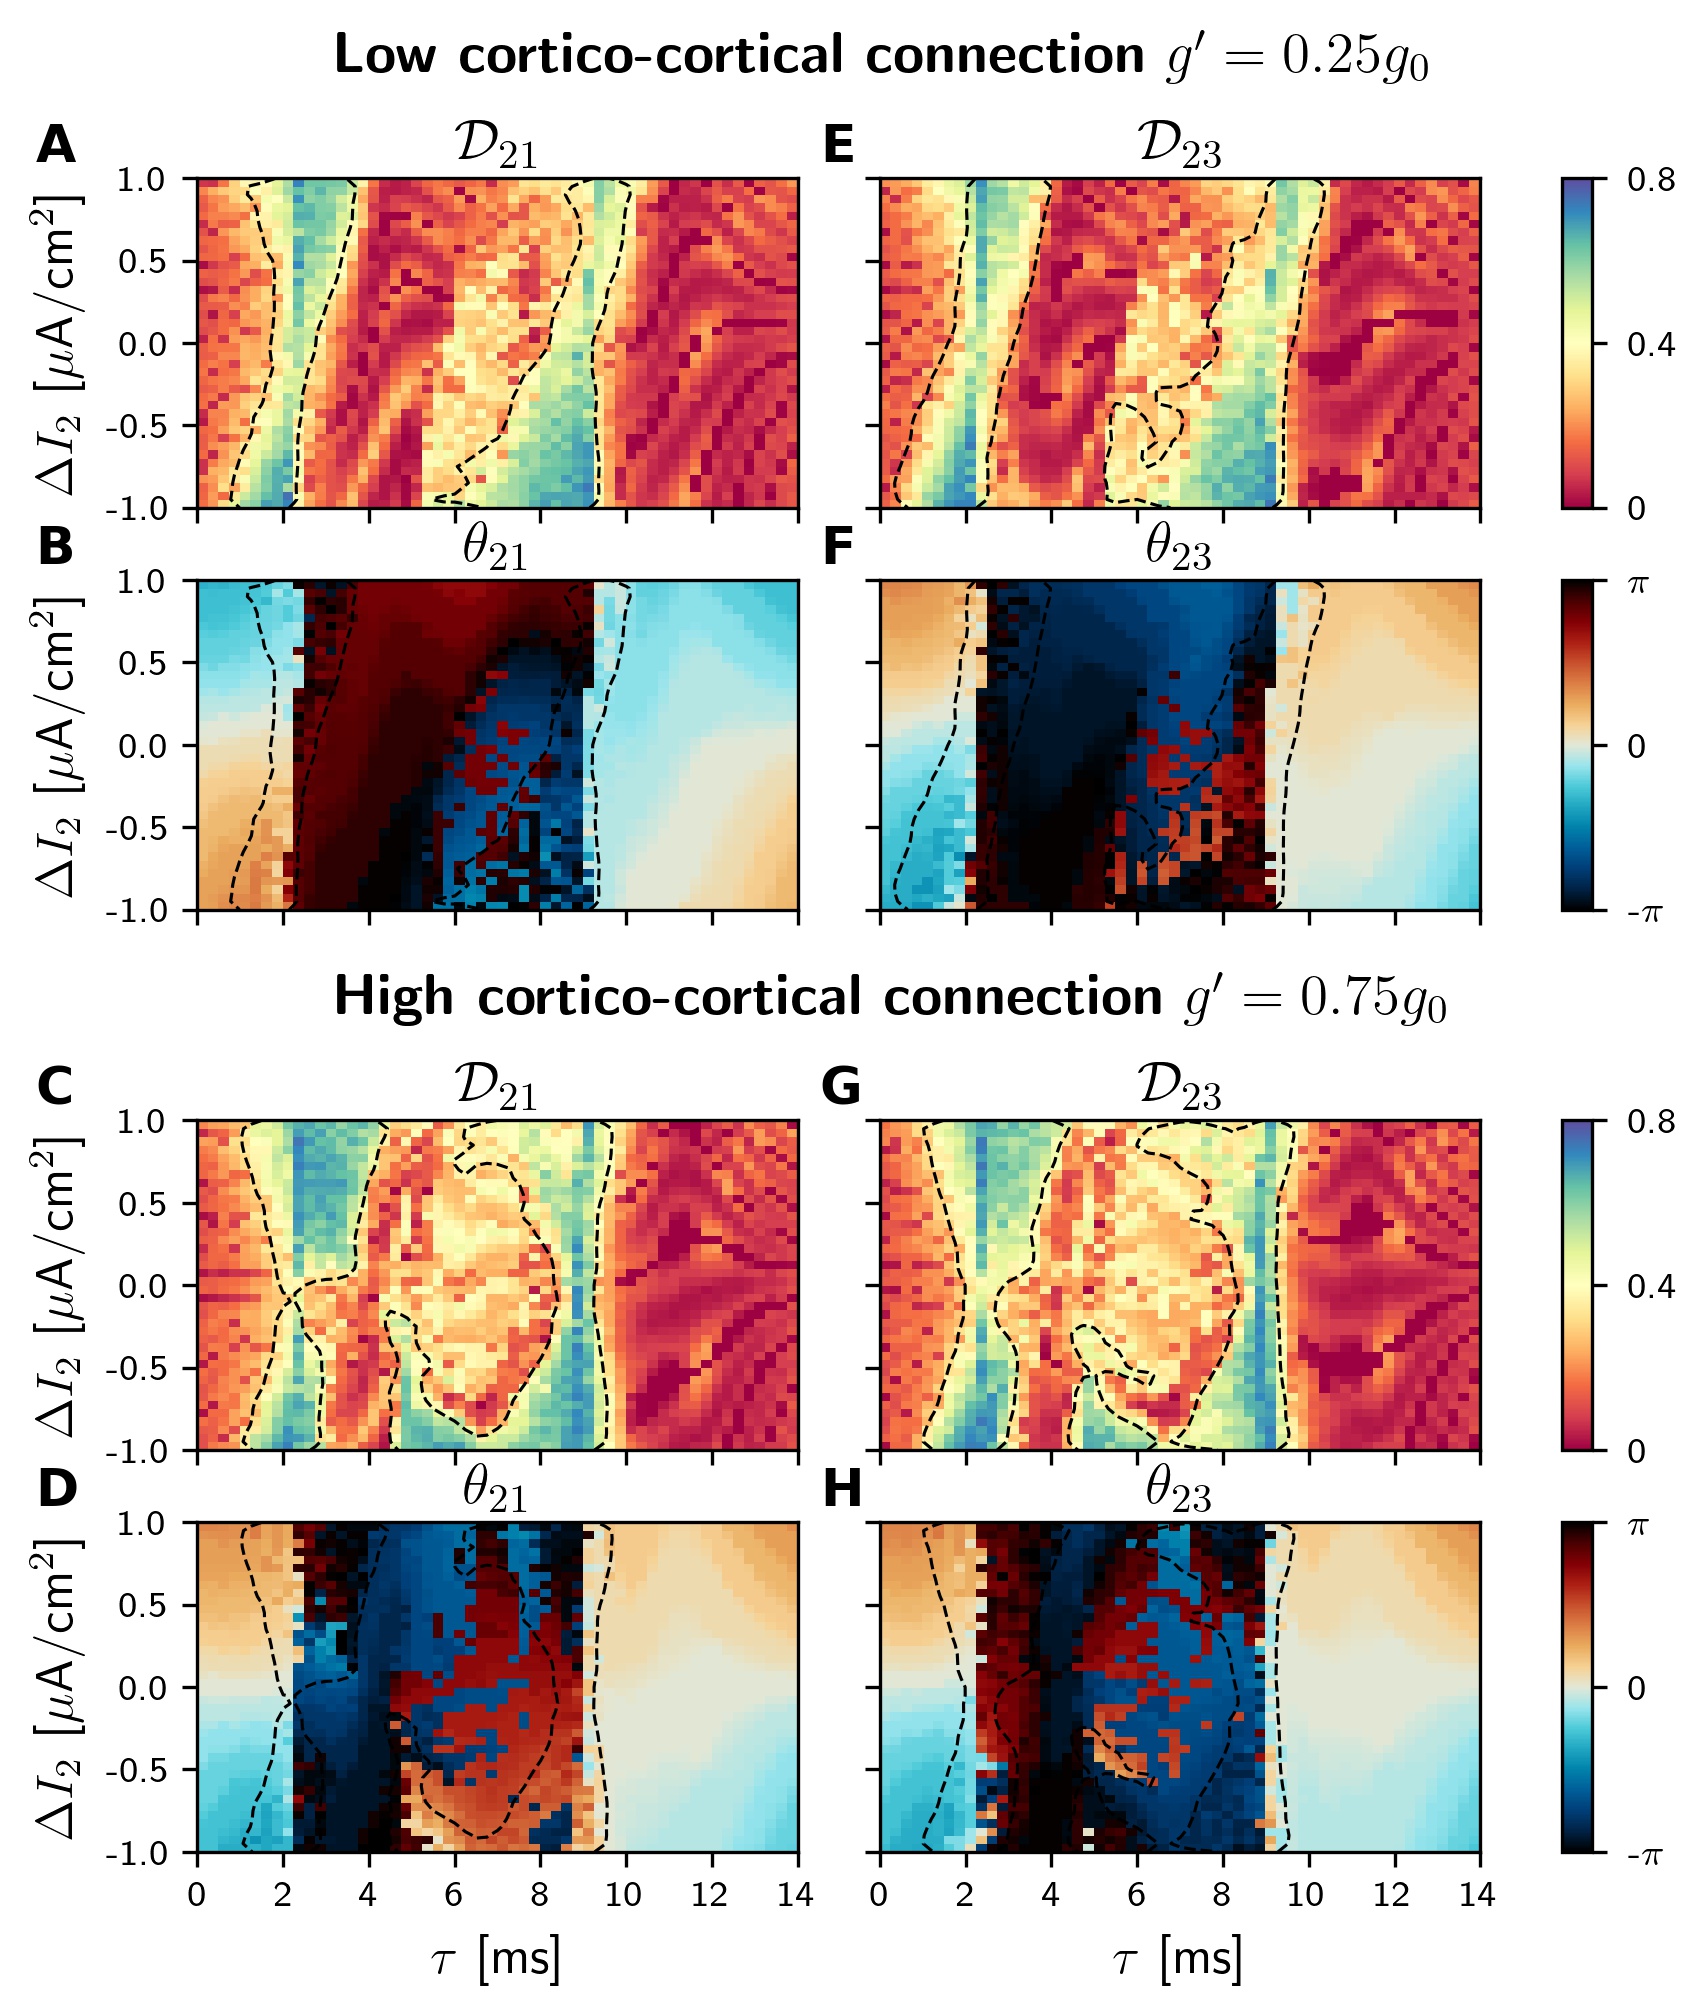 Low cortico-cortical connection g′ = 0.25g₀
A
𝒟₂₁
E
𝒟₂₃
1.0
0.5
0.0
-0.5
-1.0
ΔI₂ [μA/cm²]
0.8
0.4
0
B
θ₂₁
F
θ₂₃
1.0
0.5
0.0
-0.5
-1.0
ΔI₂ [μA/cm²]
π
0
-π
High cortico-cortical connection g′ = 0.75g₀
C
𝒟₂₁
G
𝒟₂₃
1.0
0.5
0.0
-0.5
-1.0
ΔI₂ [μA/cm²]
0.8
0.4
0
D
θ₂₁
H
θ₂₃
1.0
0.5
0.0
-0.5
-1.0
ΔI₂ [μA/cm²]
π
0
-π
0 2 4 6 8 10 12 14
0 2 4 6 8 10 12 14
τ [ms]
τ [ms]